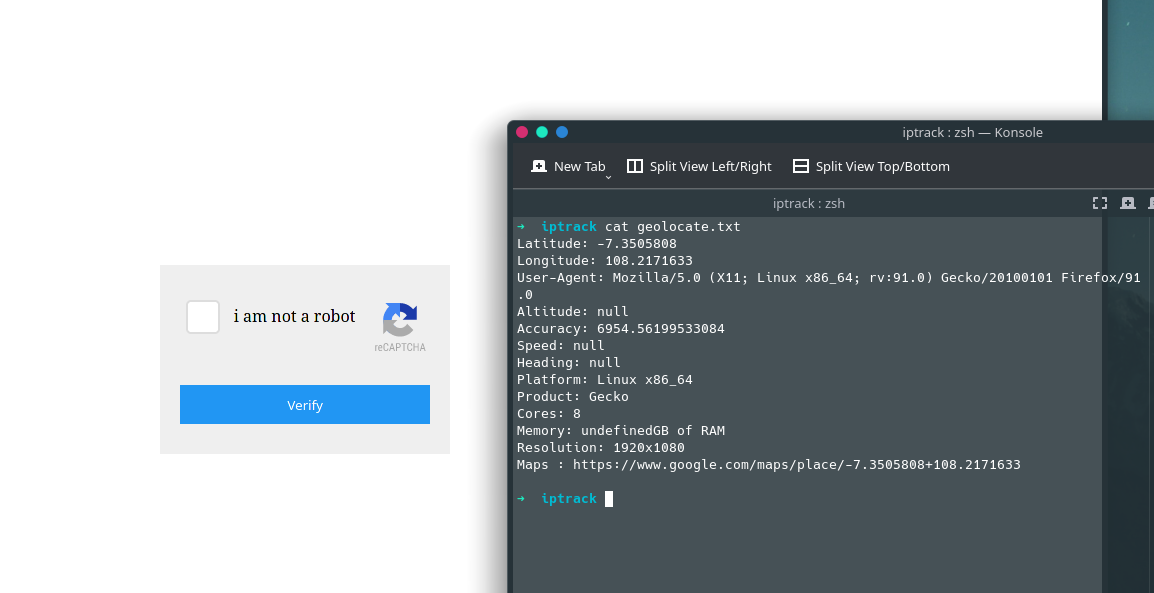 iptrack : zsh — Konsole
New Tab Split View Left/Right Split View Top/Bottom
iptrack : zsh
➜ iptrack cat geolocate.txt
Latitude: -7.3505808
Longitude: 108.2171633
User-Agent: Mozilla/5.0 (X11; Linux x86_64; rv:91.0) Gecko/20100101 Firefox/91
.0
Altitude: null
Accuracy: 6954.56199533084
Speed: null
Heading: null
Platform: Linux x86_64
Product: Gecko
Cores: 8
Memory: undefinedGB of RAM
Resolution: 1920x1080
Maps : https://www.google.com/maps/place/-7.3505808+108.2171633
➜ iptrack
i am not a robot
reCAPTCHA
Verify